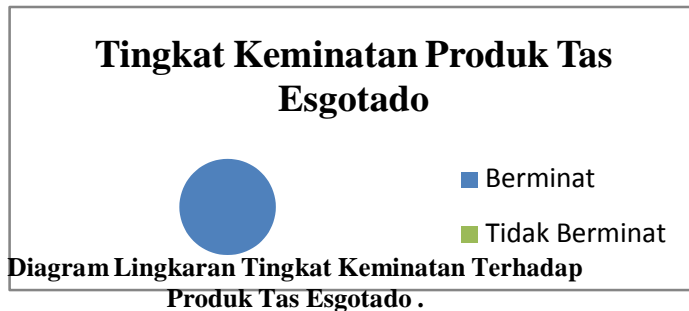 Tingkat Keminatan Produk Tas
Esgotado
Berminat
Tidak Berminat
Diagram Lingkaran Tingkat Keminatan Terhadap
Produk Tas Esgotado .